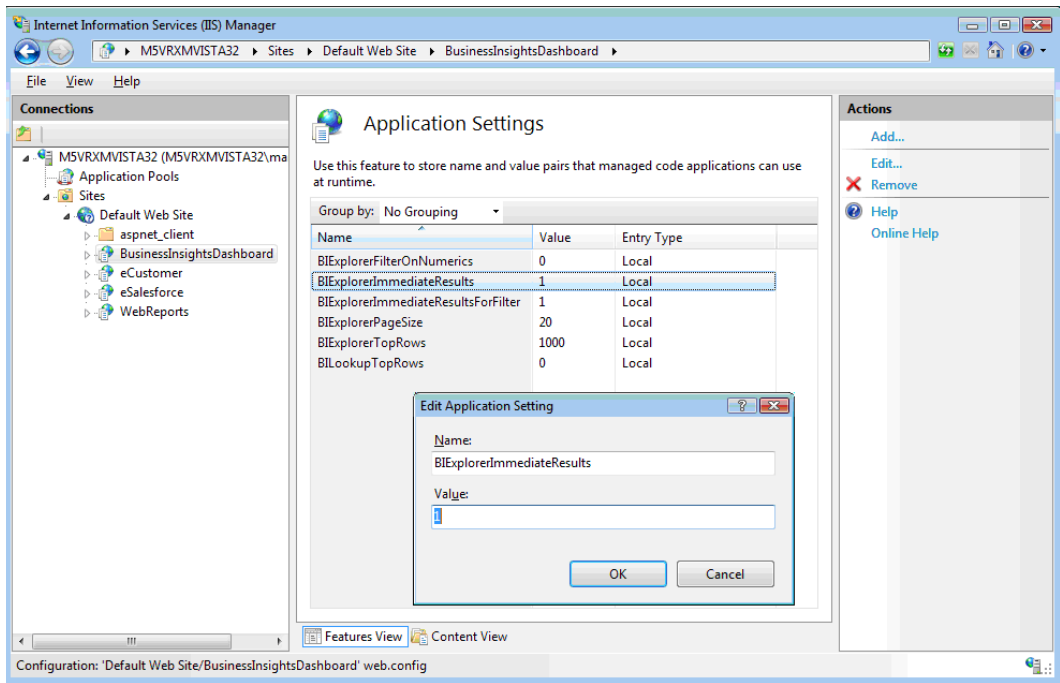 Internet Information Services (IIS) Manager
M5VRXMVISTA32 Sites Default Web Site BusinessInsightsDashboard
File View Help
Connections
M5VRXMVISTA32 (M5VRXMVISTA32\ma
Application Pools
Sites
Default Web Site
aspnet_client
BusinessInsightsDashboard
eCustomer
eSalesforce
WebReports
Application Settings
Use this feature to store name and value pairs that managed code applications can use
at runtime.
Group by: No Grouping
Name Value Entry Type
BIExplorerFilterOnNumerics 0 Local
BIExplorerImmediateResults 1 Local
BIExplorerImmediateResultsForFilter 1 Local
BIExplorerPageSize 20 Local
BIExplorerTopRows 1000 Local
BILookupTopRows 0 Local
Edit Application Setting
Name:
BIExplorerImmediateResults
Value:
1
OK Cancel
Features View Content View
Actions
Add...
Edit...
Remove
Help
Online Help
Configuration: 'Default Web Site/BusinessInsightsDashboard' web.config